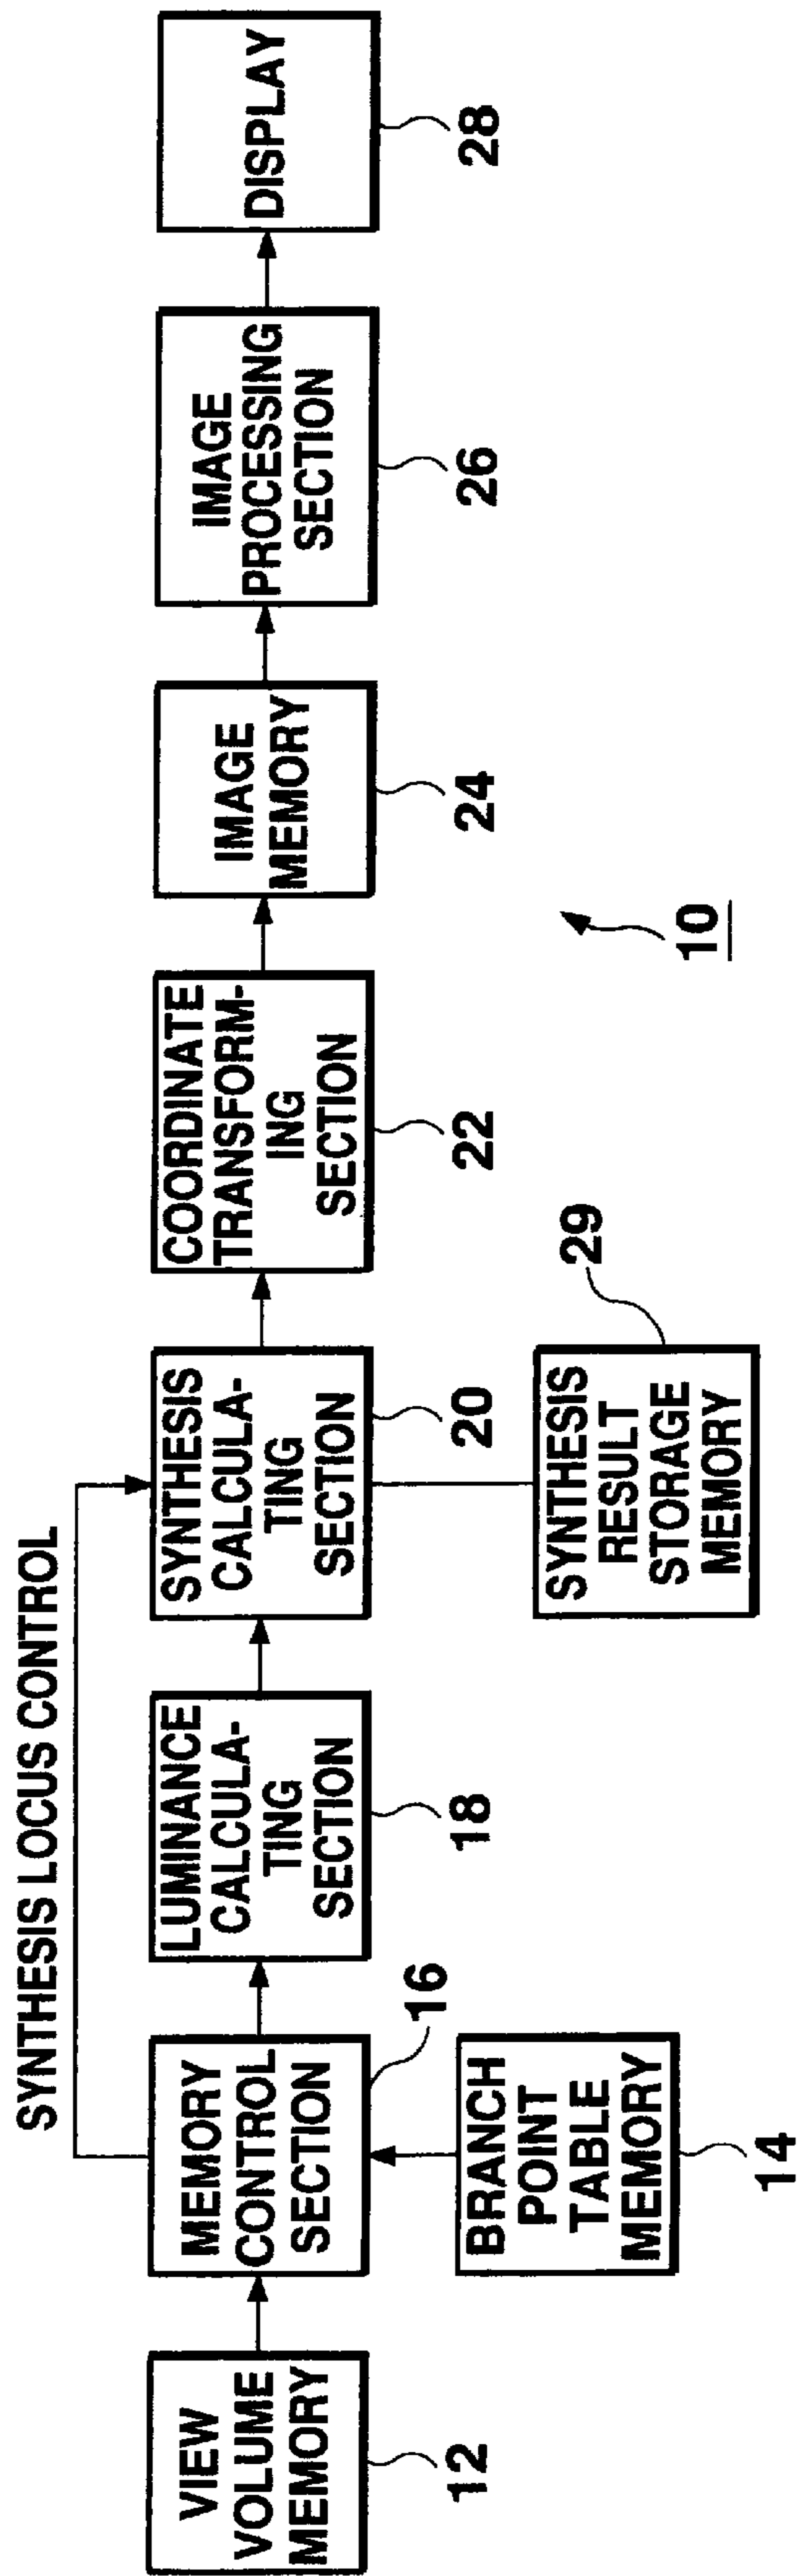 SYNTHESIS LOCUS CONTROL
VIEW
VOLUME
MEMORY
12
MEMORY
CONTROL
SECTION
16
BRANCH
POINT
TABLE
MEMORY
14
LUMINANCE
CALCULA-
TING
SECTION
18
SYNTHESIS
CALCULA-
TING
SECTION
20
SYNTHESIS
RESULT
STORAGE
MEMORY
29
COORDINATE
TRANSFORM-
ING
SECTION
22
IMAGE
MEMORY
24
IMAGE
PROCESSING
SECTION
26
DISPLAY
28
10